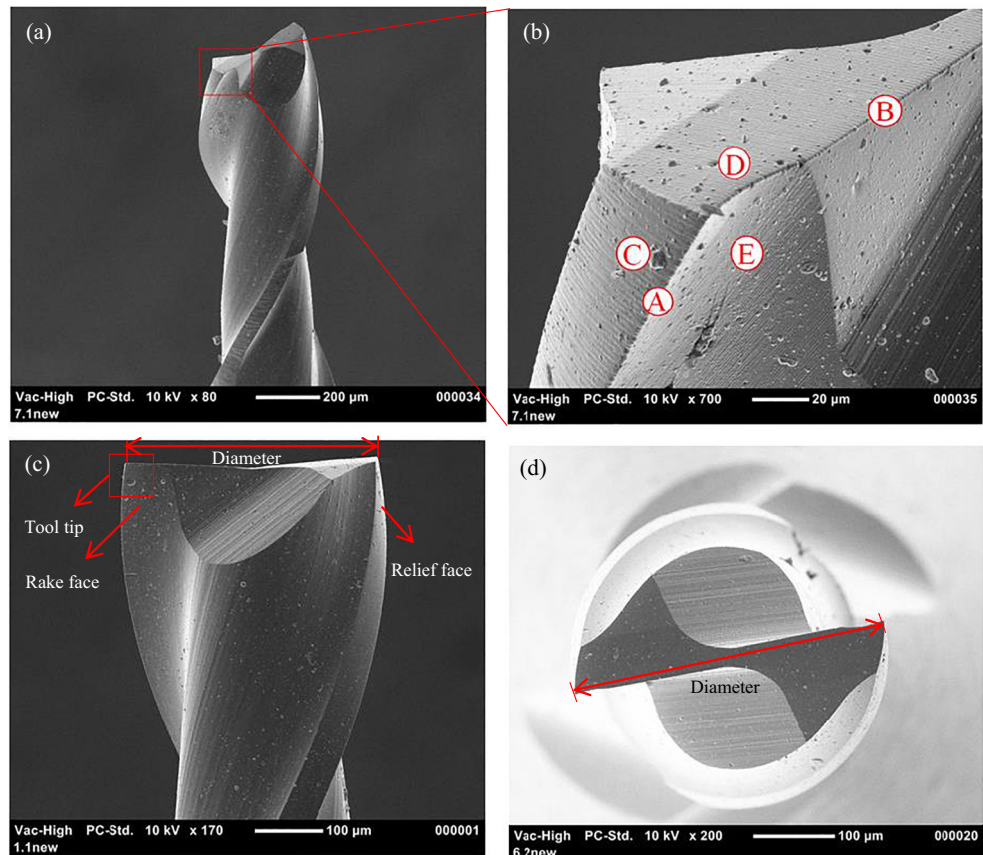 (a)
Vac-High PC-Std. 10 kV x 80 200 µm 000034
7.1new
(b)
B
D
C
E
A
Vac-High PC-Std. 10 kV x 700 20 µm 000035
7.1new
(c)
Diameter
Tool tip
Rake face
Relief face
Vac-High PC-Std. 10 kV x 170 100 µm 000001
1.1new
(d)
Diameter
Vac-High PC-Std. 10 kV x 200 100 µm 000020
6.2new